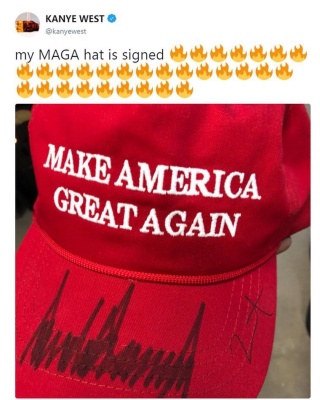 KANYE WEST
@kanyewest
my MAGA hat is signed 🔥🔥🔥🔥🔥🔥🔥
🔥🔥🔥🔥🔥🔥🔥🔥🔥🔥🔥🔥🔥🔥
🔥🔥🔥🔥🔥🔥🔥🔥🔥
MAKE AMERICA
GREAT AGAIN